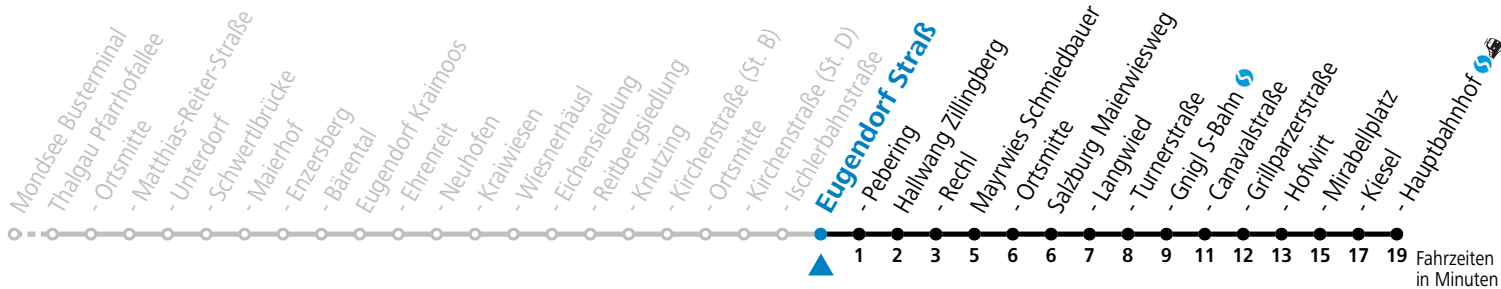 Mondsee Busterminal
Thalgau Pfarrhofallee
- Ortsmitte
- Matthias-Reiter-Straße
- Unterdorf
- Schwertlbrücke
- Maierhof
- Enzersberg
- Bärental
Eugendorf Kraimoos
- Ehrenreit
- Neuhofen
- Kraiwiesen
- Wiesnerhäusl
- Eichensiedlung
- Reitbergsiedlung
- Knutzing
- Kirchenstraße (St. B)
- Ortsmitte
- Kirchenstraße (St. D)
- Ischlerbahnstraße
Eugendorf Straß
- Pebering
Hallwang Zillingberg
- Rechl
Mayrwies Schmiedbauer
- Ortsmitte
Salzburg Maierwiesweg
- Langwied
- Turnerstraße
- Gnigl S-Bahn
- Canavalstraße
- Grillparzerstraße
- Hofwirt
- Mirabellplatz
- Kiesel
- Hauptbahnhof
1 2 3 5 6 6 7 8 9 11 12 13 15 17 19 Fahrzeiten
in Minuten